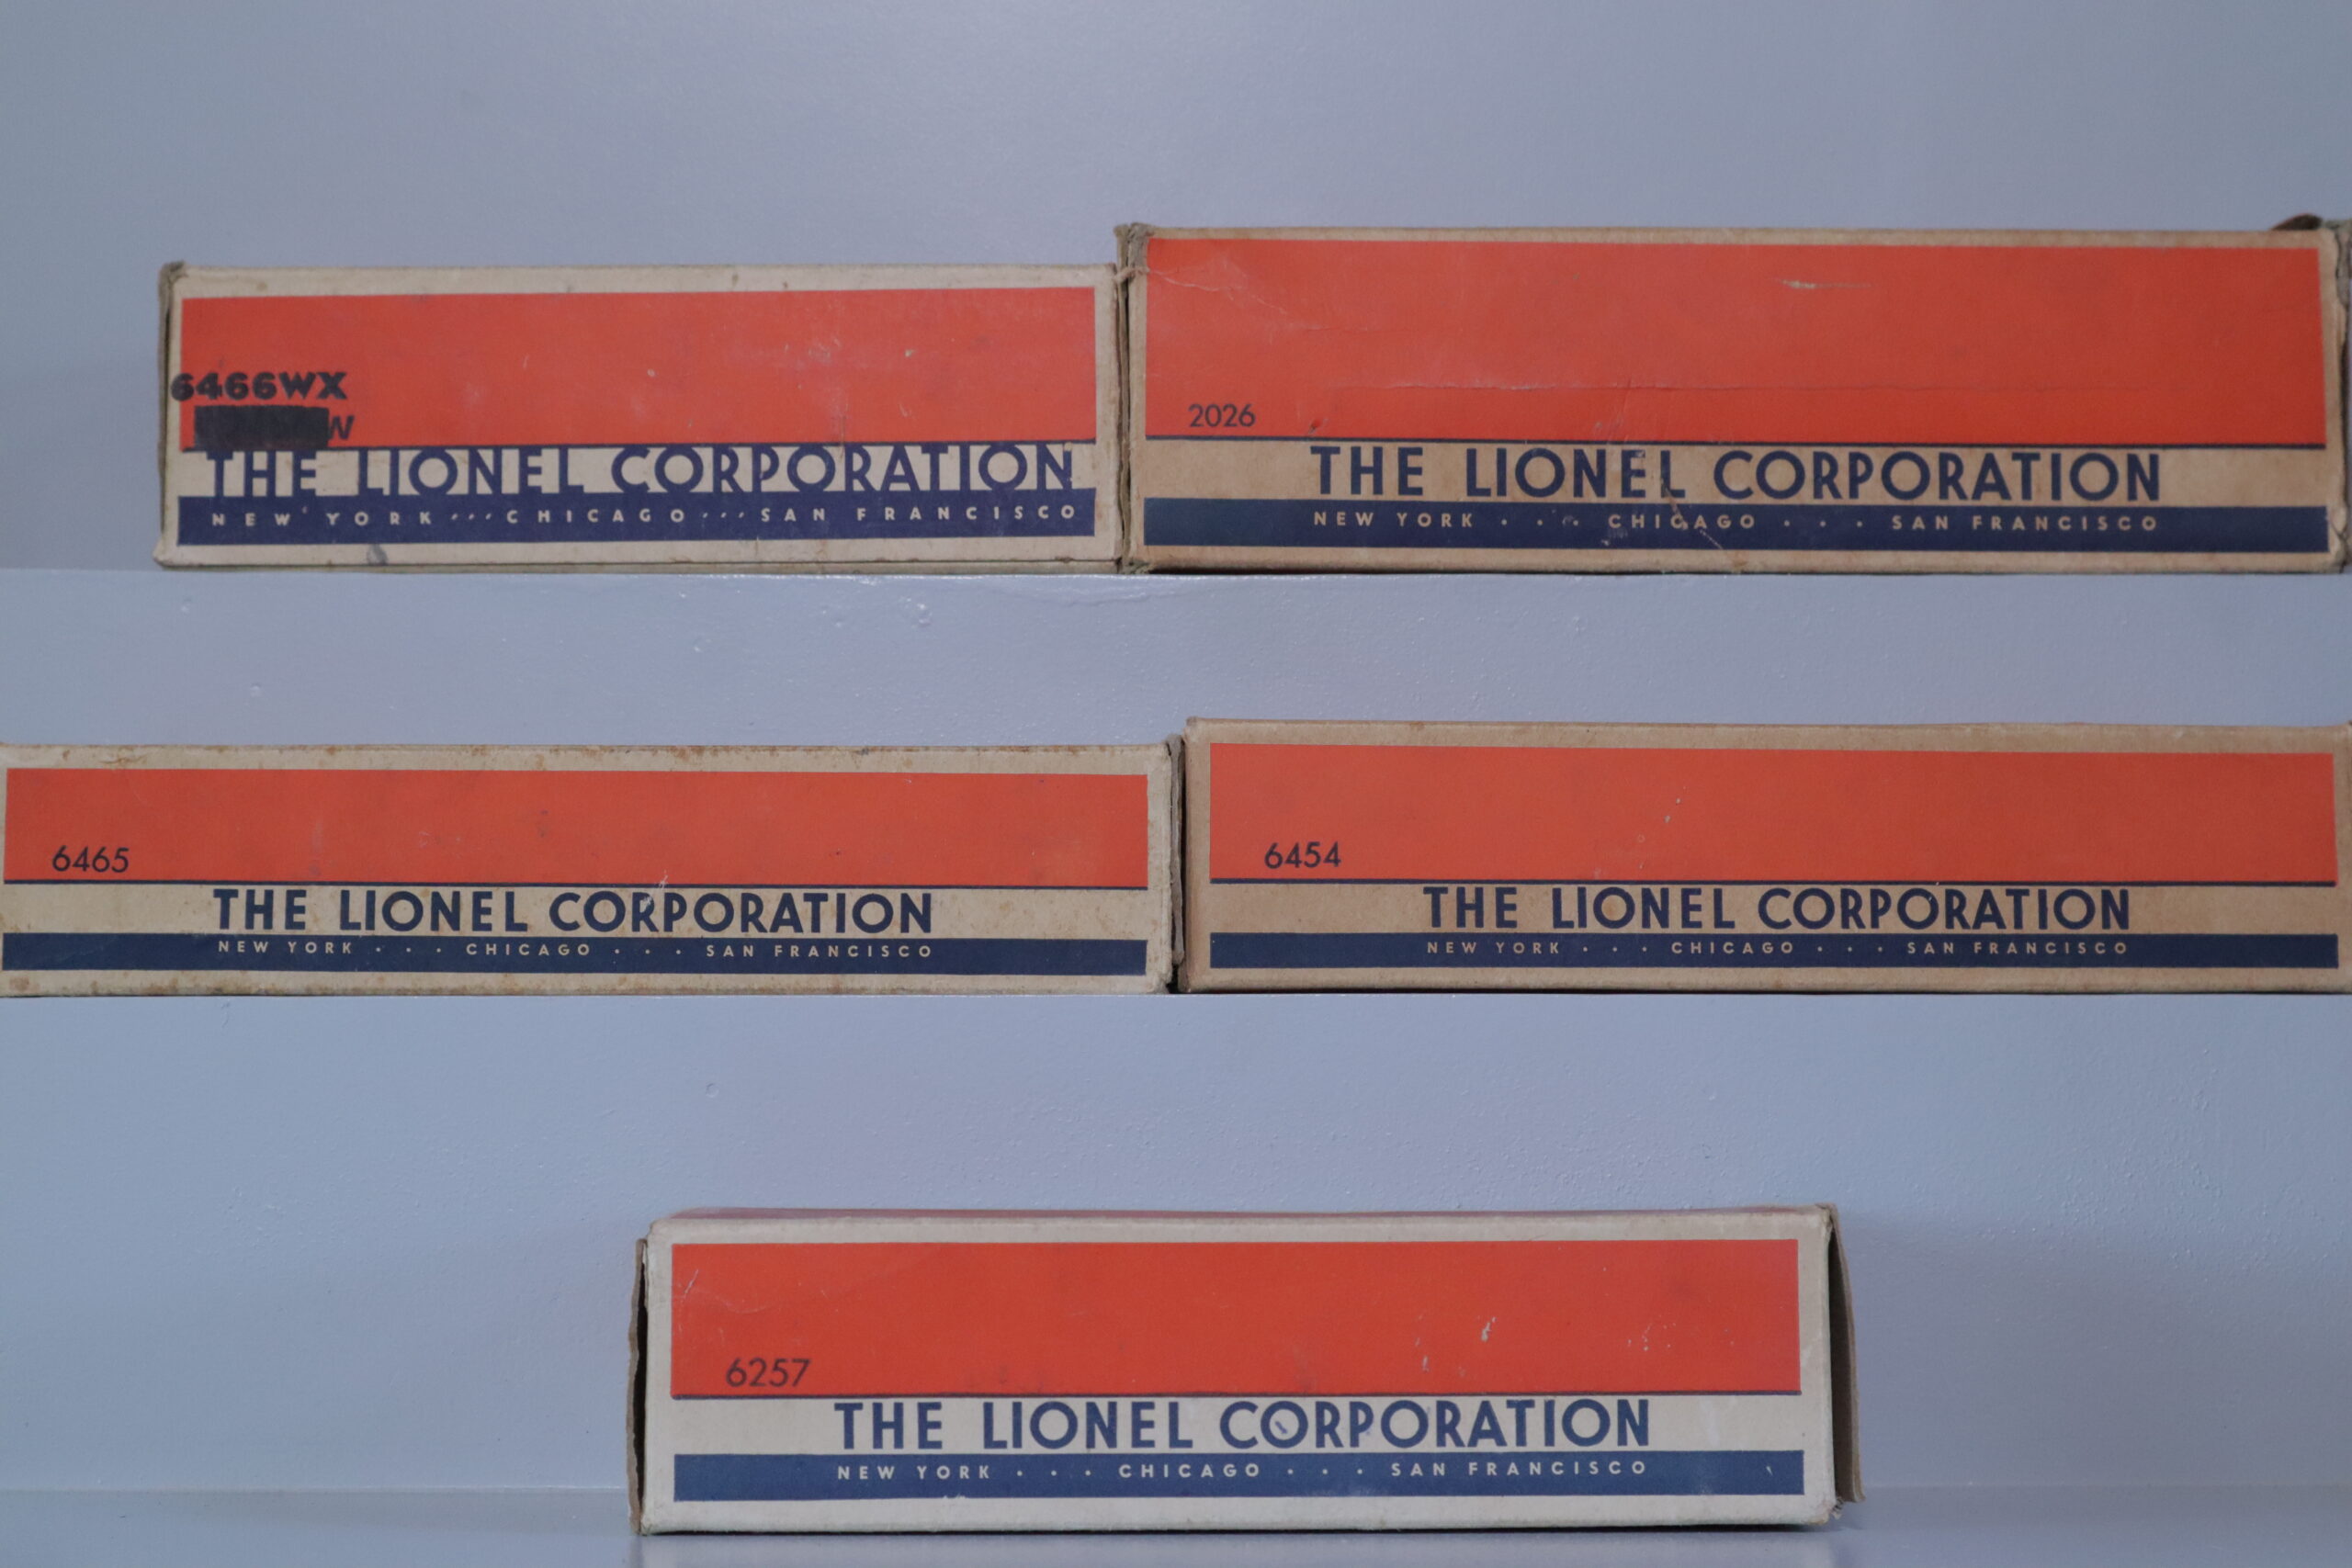 6466WX
W
THE LIONEL CORPORATION
NEW YORK ... CHICAGO ... SAN FRANCISCO
2026
THE LIONEL CORPORATION
NEW YORK . . . CHICAGO . . . SAN FRANCISCO
6465
THE LIONEL CORPORATION
NEW YORK . . . CHICAGO . . . SAN FRANCISCO
6454
THE LIONEL CORPORATION
NEW YORK . . . CHICAGO . . . SAN FRANCISCO
6257
THE LIONEL CORPORATION
NEW YORK . . . CHICAGO . . . SAN FRANCISCO